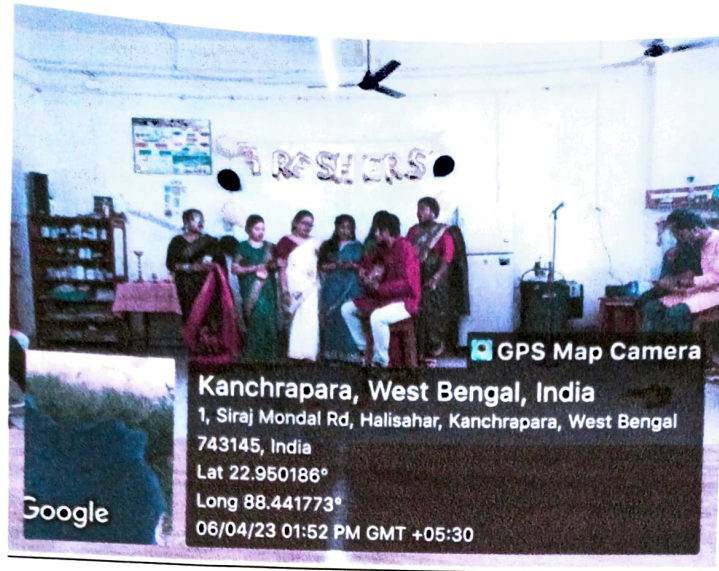 FRESHERS
GPS Map Camera
Kanchrapara, West Bengal, India
1, Siraj Mondal Rd, Halisahar, Kanchrapara, West Bengal
743145, India
Lat 22.950186°
Long 88.441773°
06/04/23 01:52 PM GMT +05:30
Google